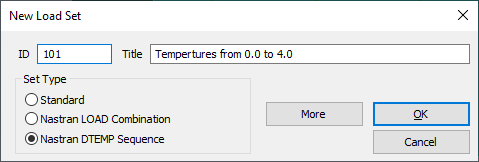 New Load Set
ID 101 Title Tempertures from 0.0 to 4.0
Set Type
Standard
Nastran LOAD Combination
Nastran DTEMP Sequence
More OK
Cancel